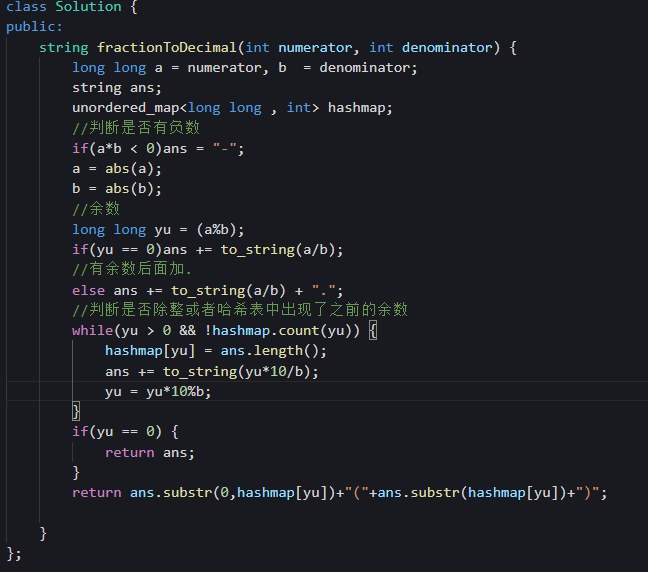 class Solution {
public:
    string fractionToDecimal(int numerator, int denominator) {
        long long a = numerator, b  = denominator;
        string ans;
        unordered_map<long long , int> hashmap;
        //判断是否有负数
        if(a*b < 0)ans = "-";
        a = abs(a);
        b = abs(b);
        //余数
        long long yu = (a%b);
        if(yu == 0)ans += to_string(a/b);
        //有余数后面加.
        else ans += to_string(a/b) + ".";
        //判断是否除整或者哈希表中出现了之前的余数
        while(yu > 0 && !hashmap.count(yu)) {
            hashmap[yu] = ans.length();
            ans += to_string(yu*10/b);
            yu = yu*10%b;
        }
        if(yu == 0) {
            return ans;
        }
        return ans.substr(0,hashmap[yu])+"("+ans.substr(hashmap[yu])+")";
    }
};